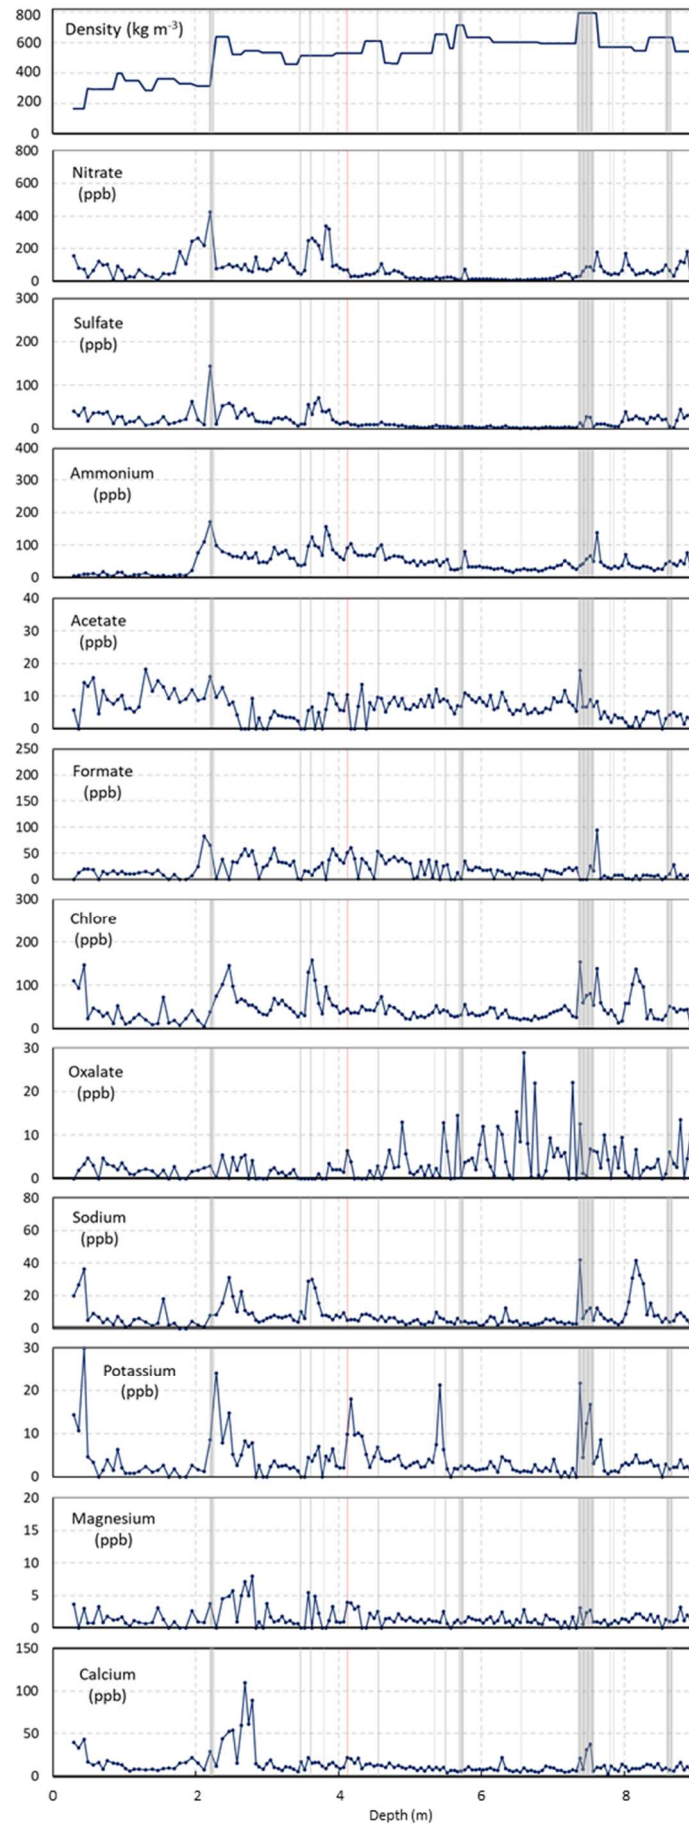 Density (kg m⁻³)
800
600
400
200
0
Nitrate
(ppb)
800
600
400
200
0
Sulfate
(ppb)
300
200
100
0
Ammonium
(ppb)
400
300
200
100
0
Acetate
(ppb)
40
30
20
10
0
Formate
(ppb)
250
200
150
100
50
0
Chlore
(ppb)
300
200
100
0
Oxalate
(ppb)
30
20
10
0
Sodium
(ppb)
80
60
40
20
0
Potassium
(ppb)
30
20
10
0
Magnesium
(ppb)
20
15
10
5
0
Calcium
(ppb)
150
100
50
0
0 2 4 6 8
Depth (m)